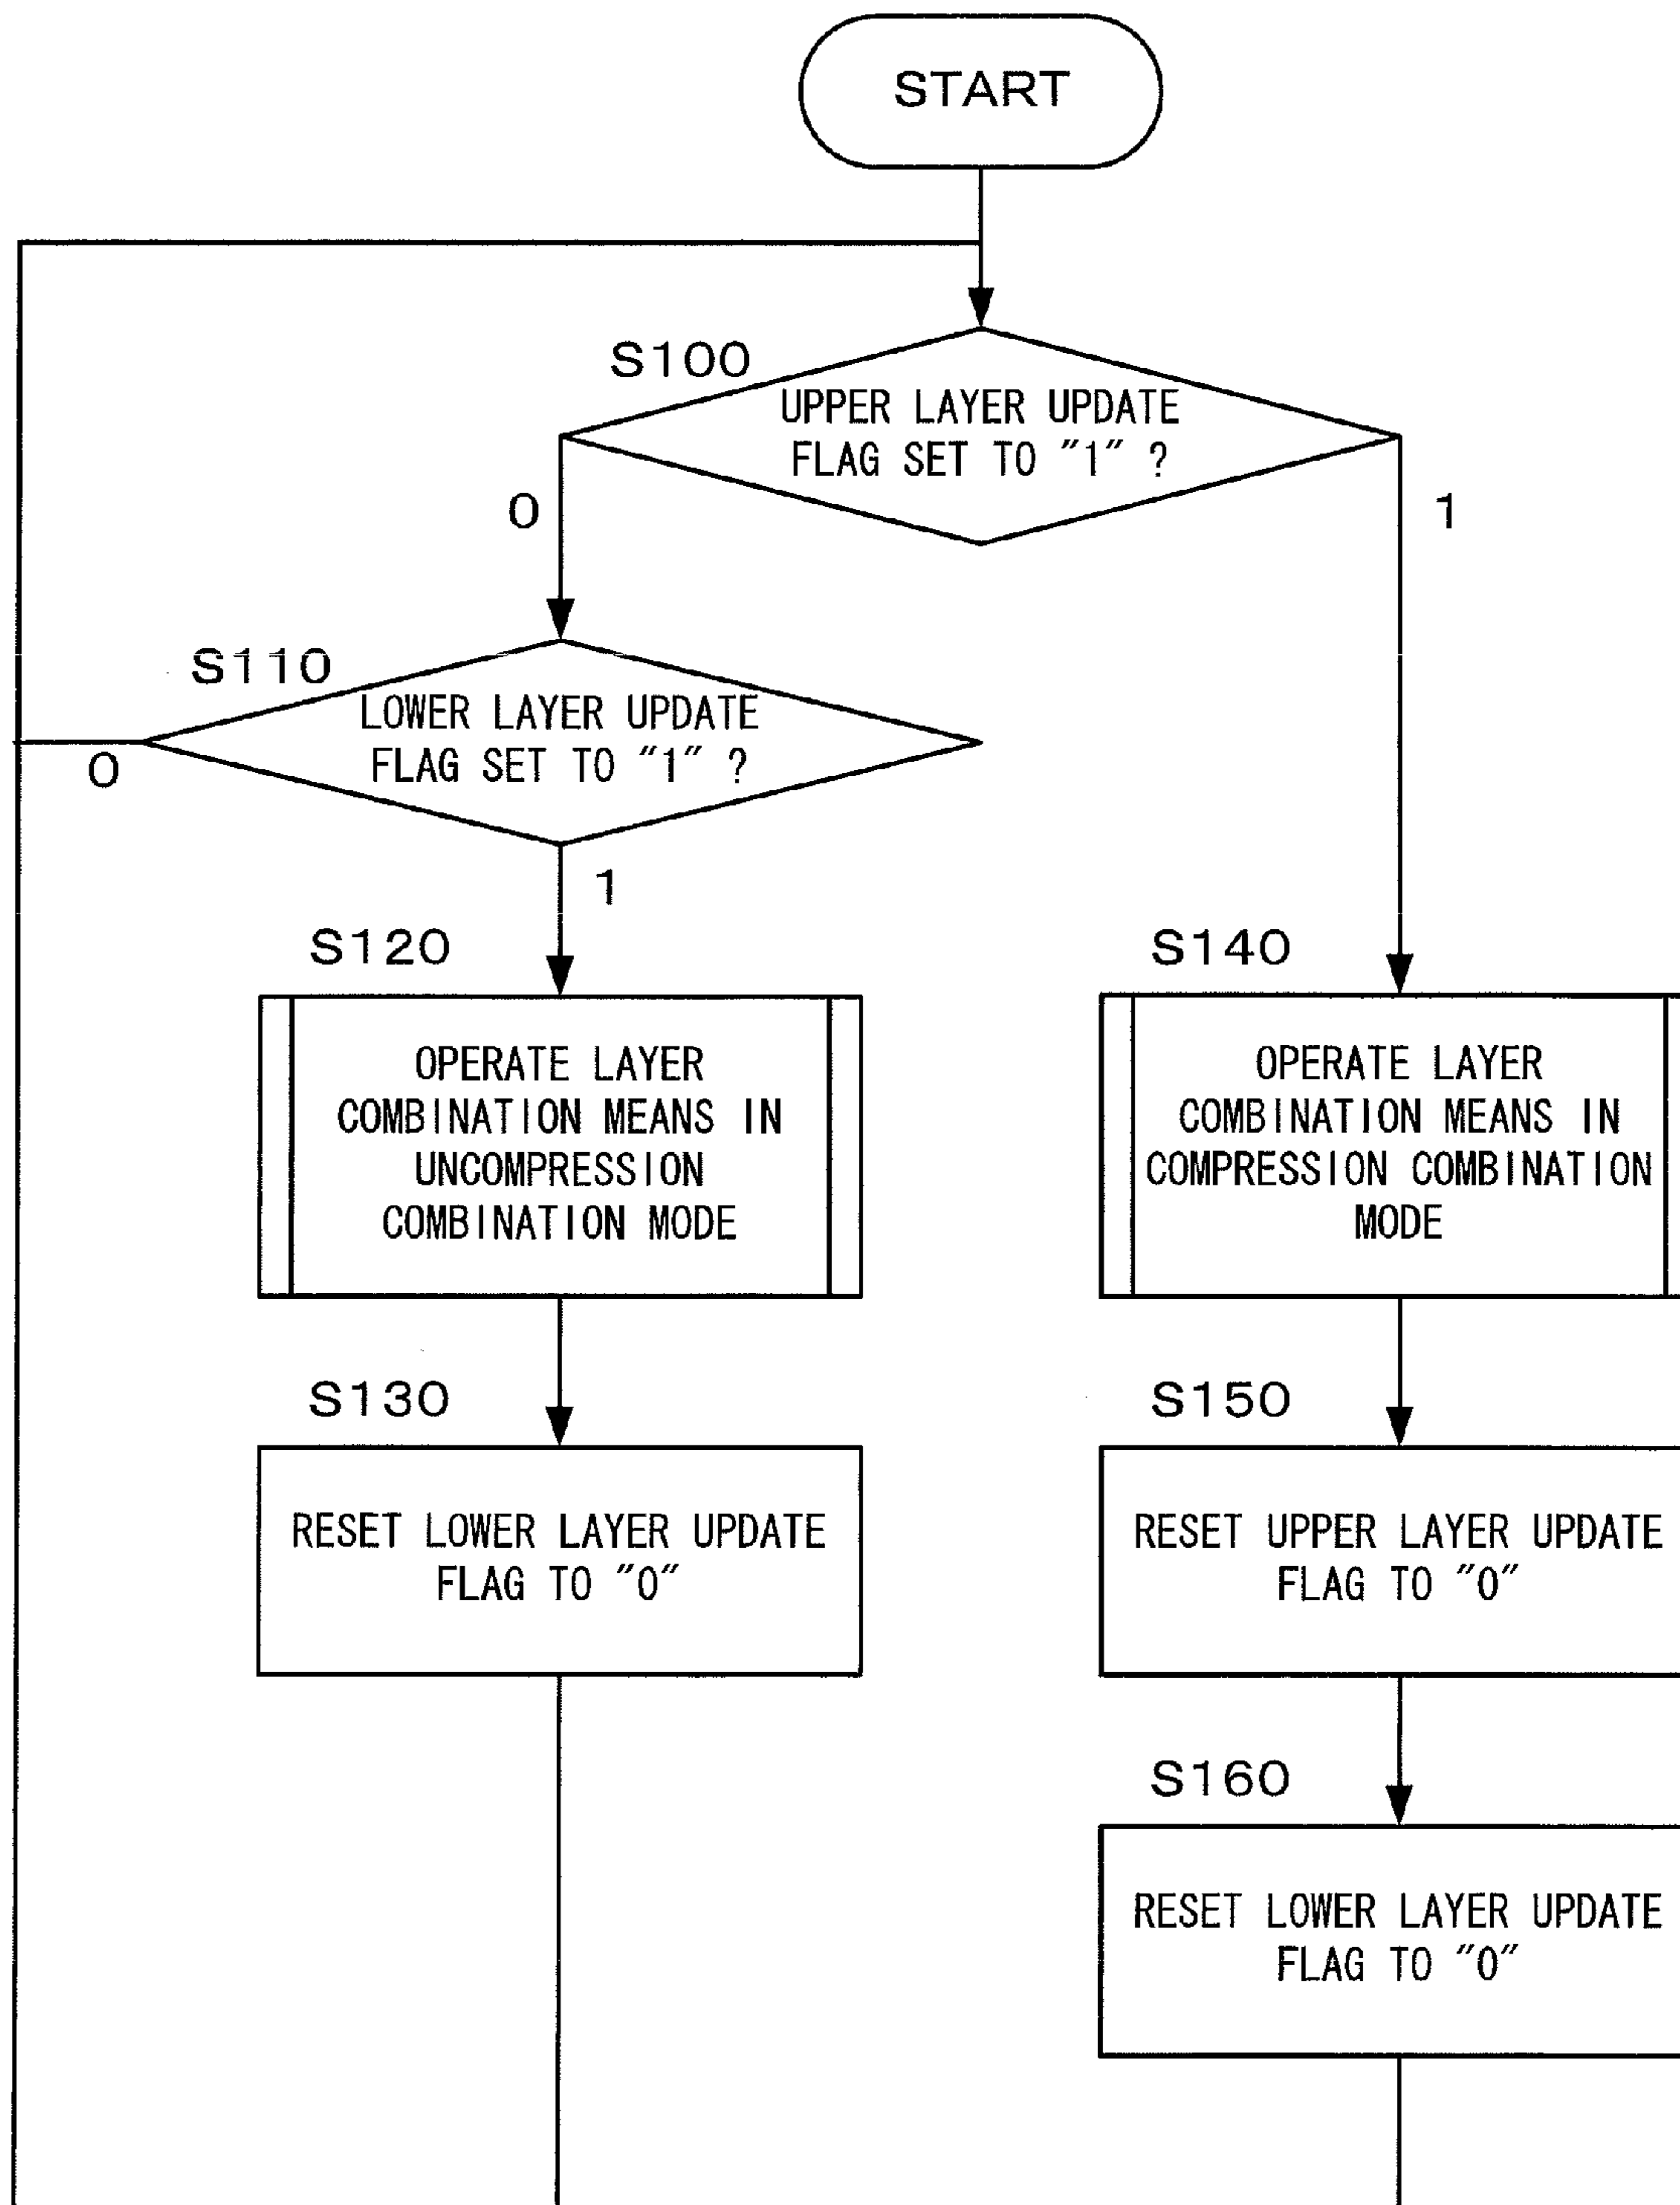 START
S100
UPPER LAYER UPDATE
FLAG SET TO "1" ?
0
1
S110
LOWER LAYER UPDATE
FLAG SET TO "1" ?
0
1
S120
OPERATE LAYER
COMBINATION MEANS IN
UNCOMPRESSION
COMBINATION MODE
S140
OPERATE LAYER
COMBINATION MEANS IN
COMPRESSION COMBINATION
MODE
S130
RESET LOWER LAYER UPDATE
FLAG TO "0"
S150
RESET UPPER LAYER UPDATE
FLAG TO "0"
S160
RESET LOWER LAYER UPDATE
FLAG TO "0"